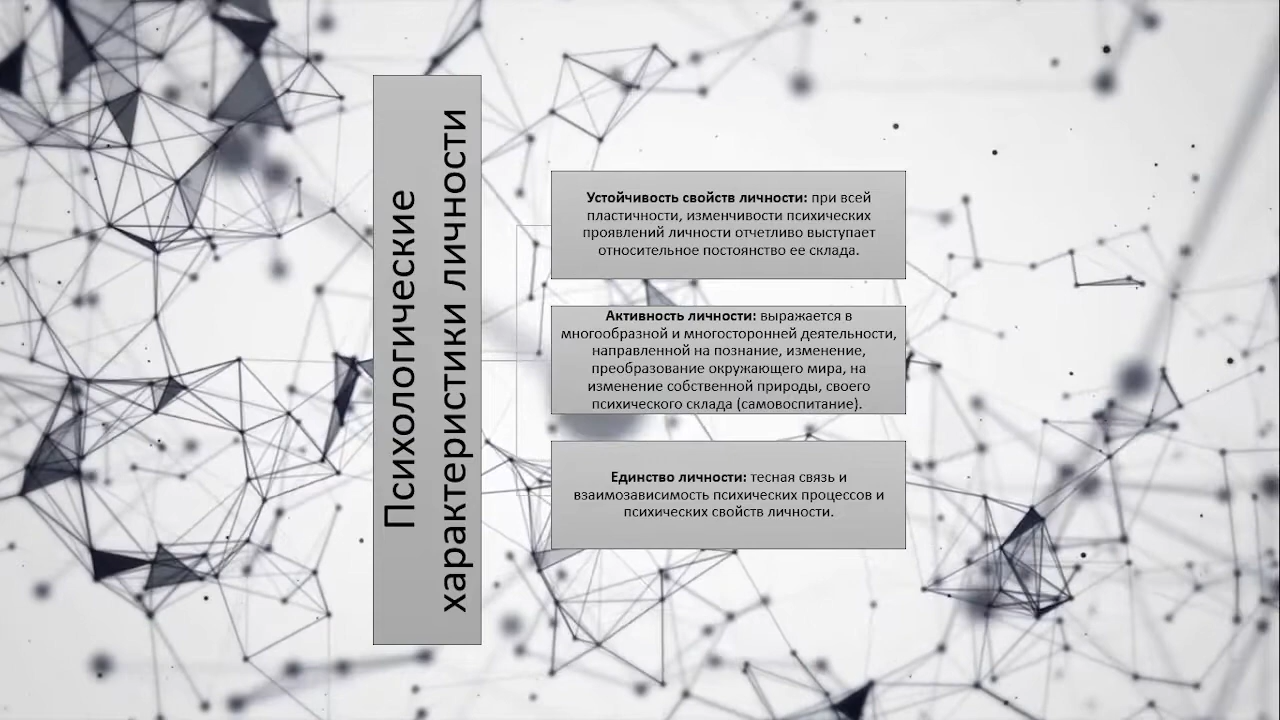 Психологические
характеристики личности
Устойчивость свойств личности: при всей
пластичности, изменчивости психических
проявлений личности отчетливо выступает
относительное постоянство ее склада.
Активность личности: выражается в
многообразной и многосторонней деятельности,
направленной на познание, изменение,
преобразование окружающего мира, на
изменение собственной природы, своего
психического склада (самовоспитание).
Единство личности: тесная связь и
взаимозависимость психических процессов и
психических свойств личности.